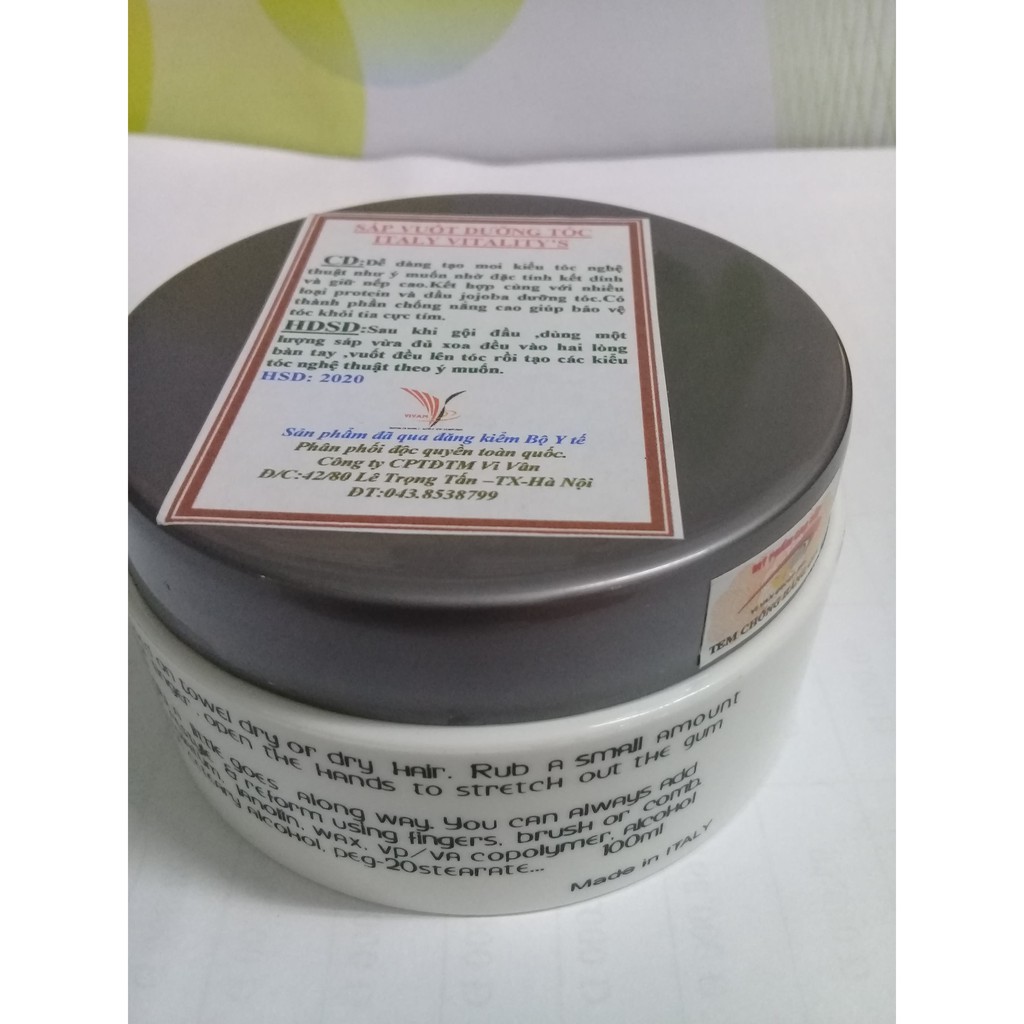 SÁP VUỐT DƯỠNG TÓC
ITALY VITALITY'S
CD:Dễ dàng tạo moi kiểu tóc nghệ
thuật như ý muốn nhờ đặc tính kết dính
và giữ nếp cao.Kết hợp cùng với nhiều
loại protein và dầu jojoba dưỡng tóc.Có
thành phần chống nắng cao giúp bảo vệ
tóc khỏi tia cực tím.
HDSD:Sau khi gội đầu ,dùng một
lượng sáp vừa đủ xoa đều vào hai lòng
bàn tay ,vuốt đều lên tóc rồi tạo các kiểu
tóc nghệ thuật theo ý muốn.
HSD: 2020
Sản phẩm đã qua đăng kiểm Bộ Y tế
Phân phối độc quyền toàn quốc.
Công ty CPTĐTM Vi Vân
Đ/C:42/80 Lê Trọng Tấn –TX-Hà Nội
ĐT:043.8538799
TEM CHỐNG HÀNG
on towel dry or dry HAIR. Rub A small AMOUNT
OPEN THE HANDS TO STRETCH OUT THE GUM
A little goes along way. You can Always Add
& reform using fingers, brush or comb.
lanolin, wax, vp/va copolymer, alcohol
alcohol, peg-20stearate... 100ml
Made in ITALY